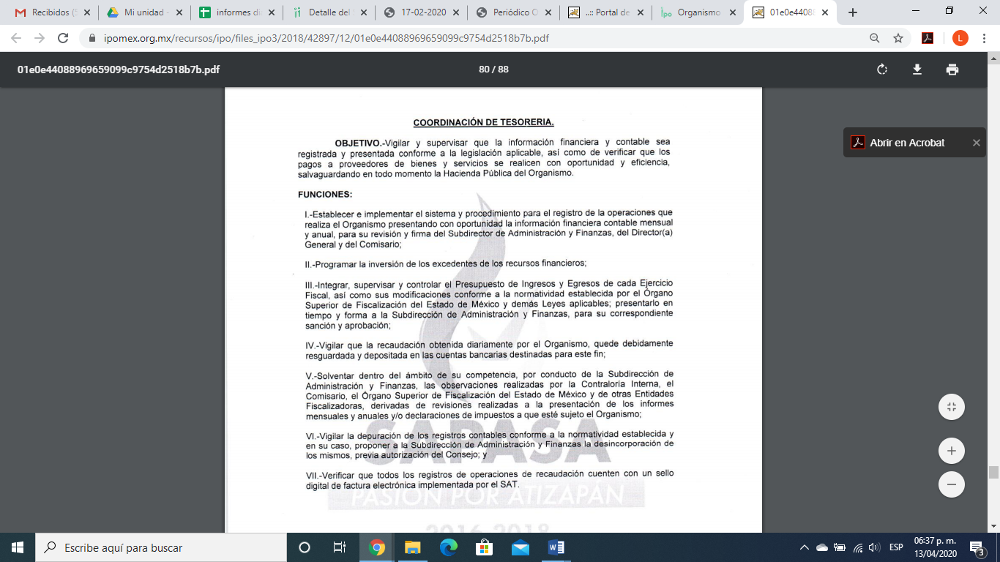 Recibidos (5
Mi unidad -
informes di
Detalle del
17-02-2020
Periódico O
..:: Portal de
Organismo
01e0e4408
ipomex.org.mx/recursos/ipo/files_ipo3/2018/42897/12/01e0e44088969659099c9754d2518b7b.pdf
L
01e0e44088969659099c9754d2518b7b.pdf
80 / 88
Abrir en Acrobat
COORDINACIÓN DE TESORERIA.
OBJETIVO.-Vigilar y supervisar que la información financiera y contable sea
registrada y presentada conforme a la legislación aplicable, así como de verificar que los
pagos a proveedores de bienes y servicios se realicen con oportunidad y eficiencia,
salvaguardando en todo momento la Hacienda Pública del Organismo.
FUNCIONES:
I.-Establecer e implementar el sistema y procedimiento para el registro de la operaciones que
realiza el Organismo presentando con oportunidad la información financiera contable mensual
y anual, para su revisión y firma del Subdirector de Administración y Finanzas, del Director(a)
General y del Comisario;
II.-Programar la inversión de los excedentes de los recursos financieros;
III.-Integrar, supervisar y controlar el Presupuesto de Ingresos y Egresos de cada Ejercicio
Fiscal, así como sus modificaciones conforme a la normatividad establecida por el Órgano
Superior de Fiscalización del Estado de México y demás Leyes aplicables; presentarlo en
tiempo y forma a la Subdirección de Administración y Finanzas, para su correspondiente
sanción y aprobación;
IV.-Vigilar que la recaudación obtenida diariamente por el Organismo, quede debidamente
resguardada y depositada en las cuentas bancarias destinadas para este fin;
V.-Solventar dentro del ámbito de su competencia, por conducto de la Subdirección de
Administración y Finanzas, las observaciones realizadas por la Contraloría Interna, el
Comisario, el Órgano Superior de Fiscalización del Estado de México y de otras Entidades
Fiscalizadoras, derivadas de revisiones realizadas a la presentación de los informes
mensuales y anuales y/o declaraciones de impuestos a que esté sujeto el Organismo;
VI.-Vigilar la depuración de los registros contables conforme a la normatividad establecida y
en su caso, proponer a la Subdirección de Administración y Finanzas la desincorporación de
los mismos, previa autorización del Consejo; y
VII.-Verificar que todos los registros de operaciones de recaudación cuenten con un sello
digital de factura electrónica implementada por el SAT.
SAPASA
PASIÓN POR ATIZAPÁN
2016-2018
Escribe aquí para buscar
ESP
06:37 p. m.
13/04/2020
3